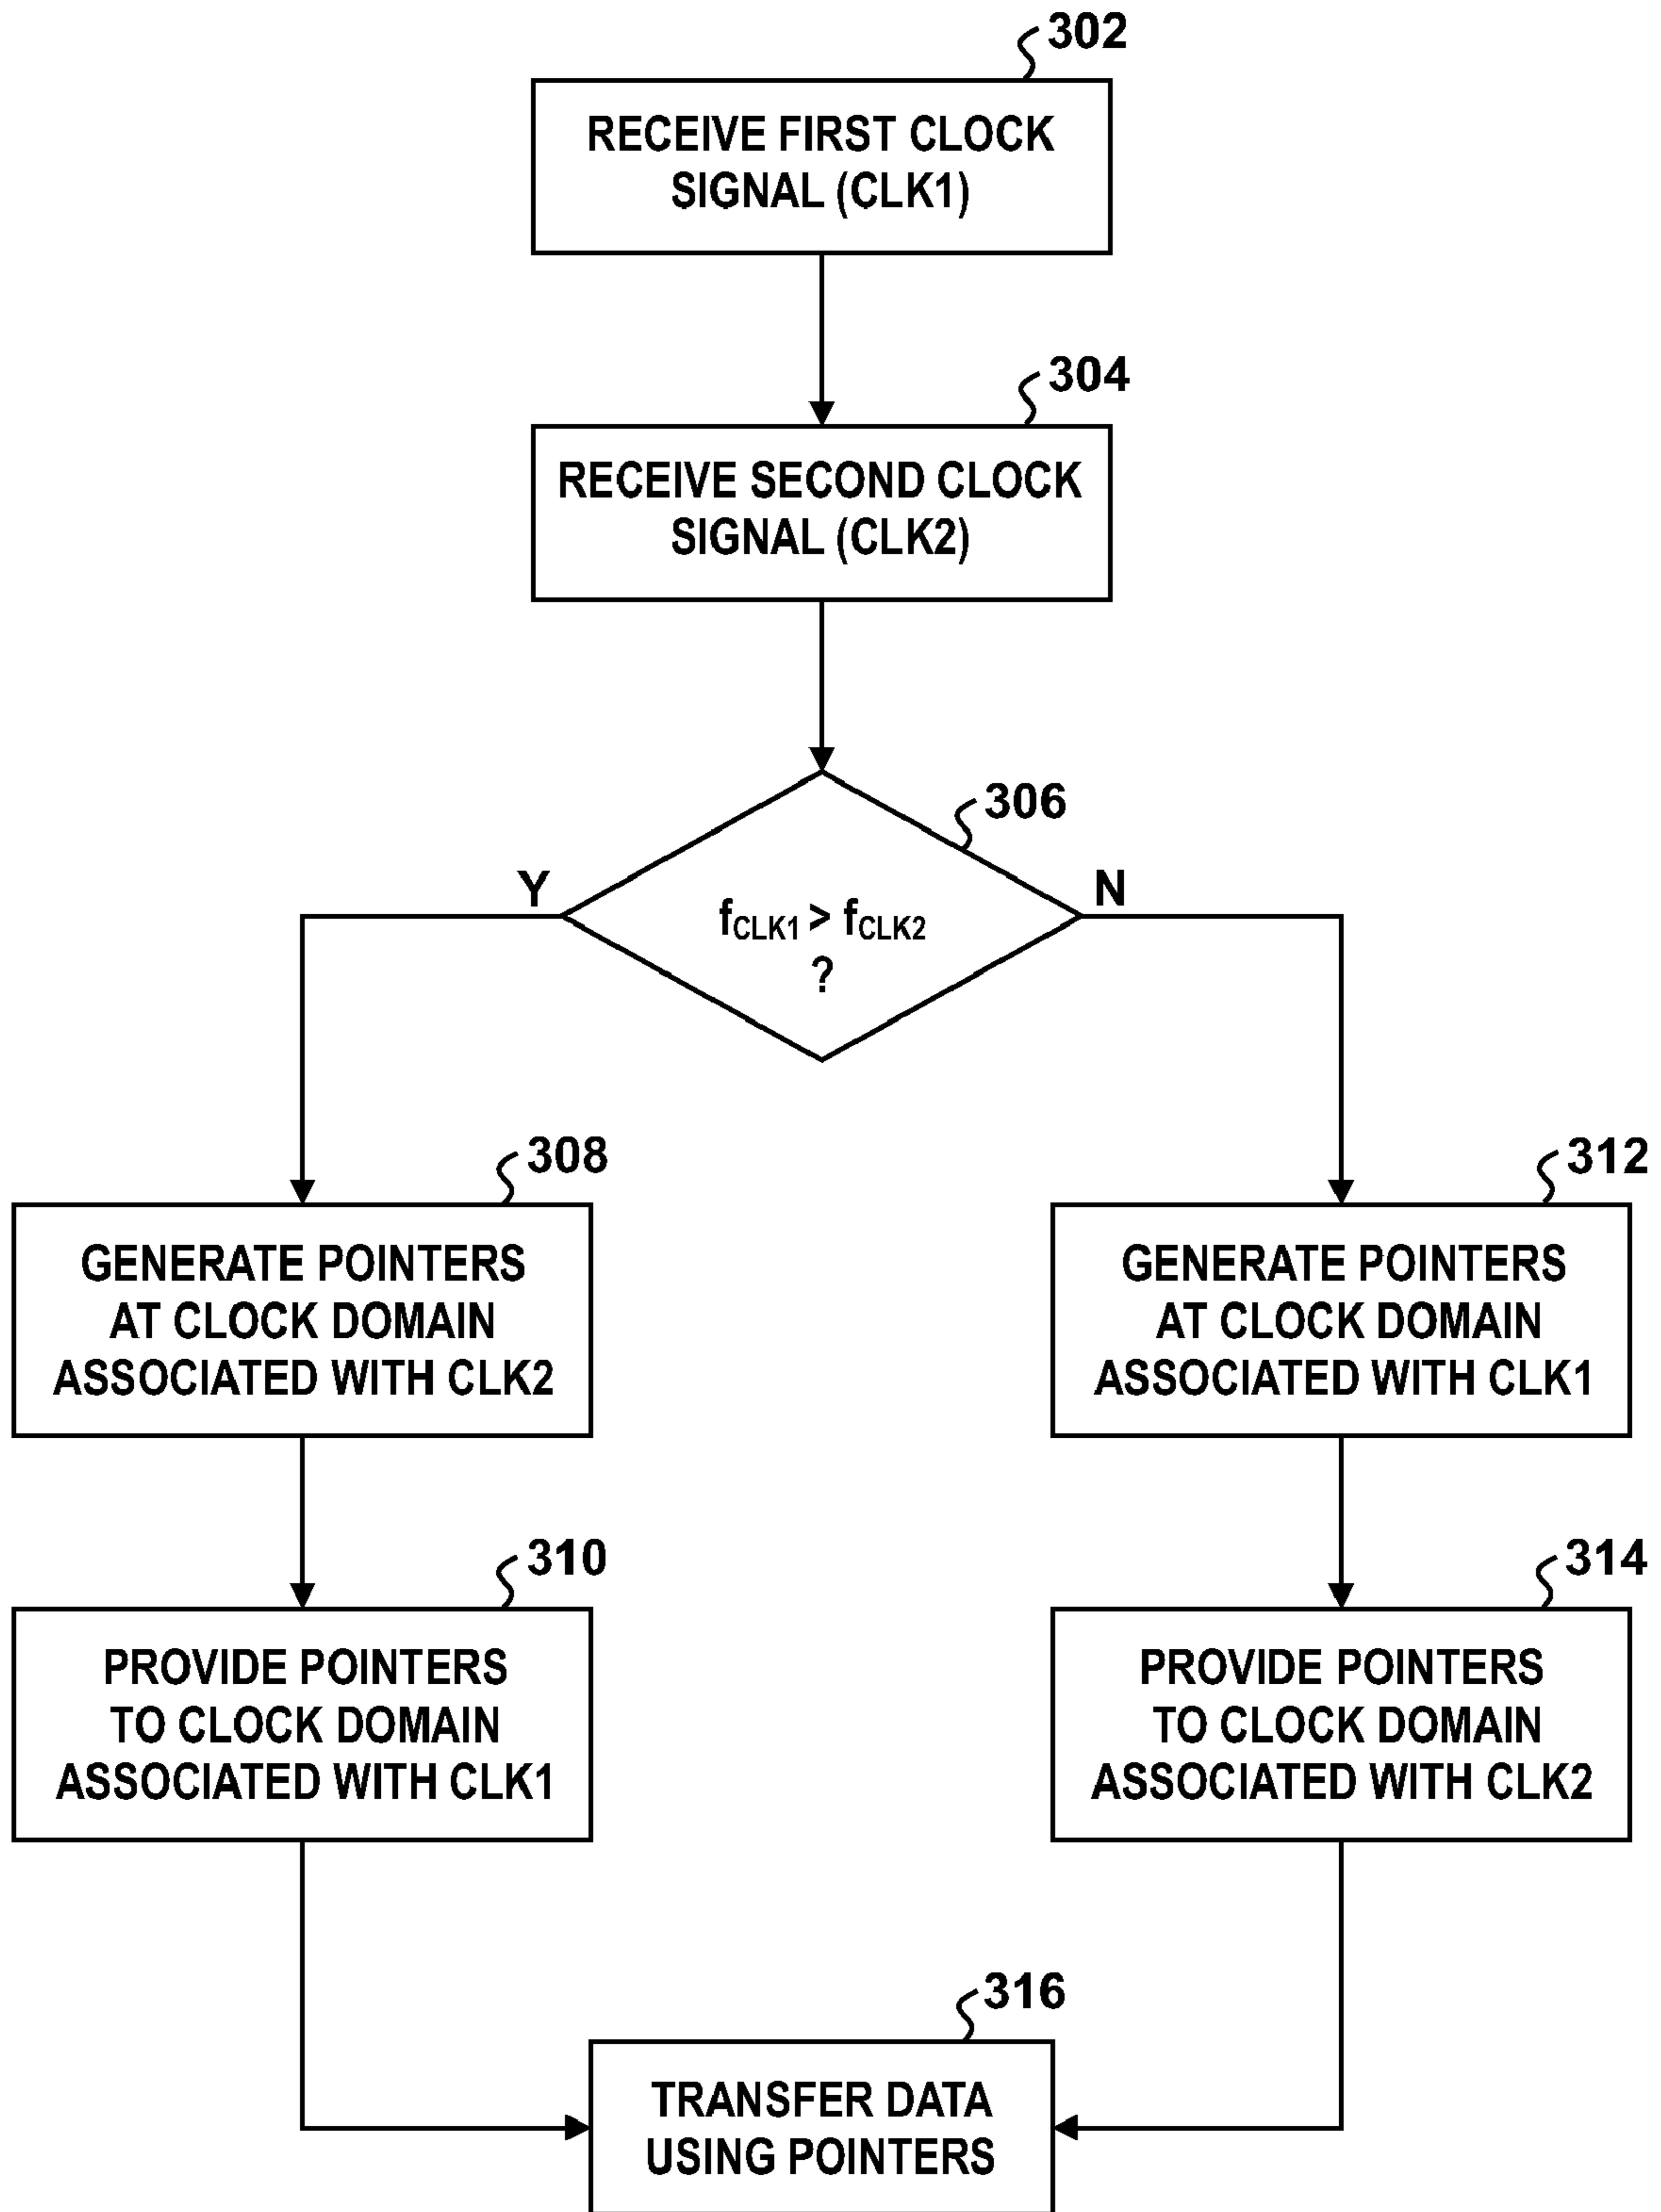 302
RECEIVE FIRST CLOCK
SIGNAL (CLK1)
304
RECEIVE SECOND CLOCK
SIGNAL (CLK2)
306
Y
N
fCLK1 > fCLK2
?
308
GENERATE POINTERS
AT CLOCK DOMAIN
ASSOCIATED WITH CLK2
312
GENERATE POINTERS
AT CLOCK DOMAIN
ASSOCIATED WITH CLK1
310
PROVIDE POINTERS
TO CLOCK DOMAIN
ASSOCIATED WITH CLK1
314
PROVIDE POINTERS
TO CLOCK DOMAIN
ASSOCIATED WITH CLK2
316
TRANSFER DATA
USING POINTERS